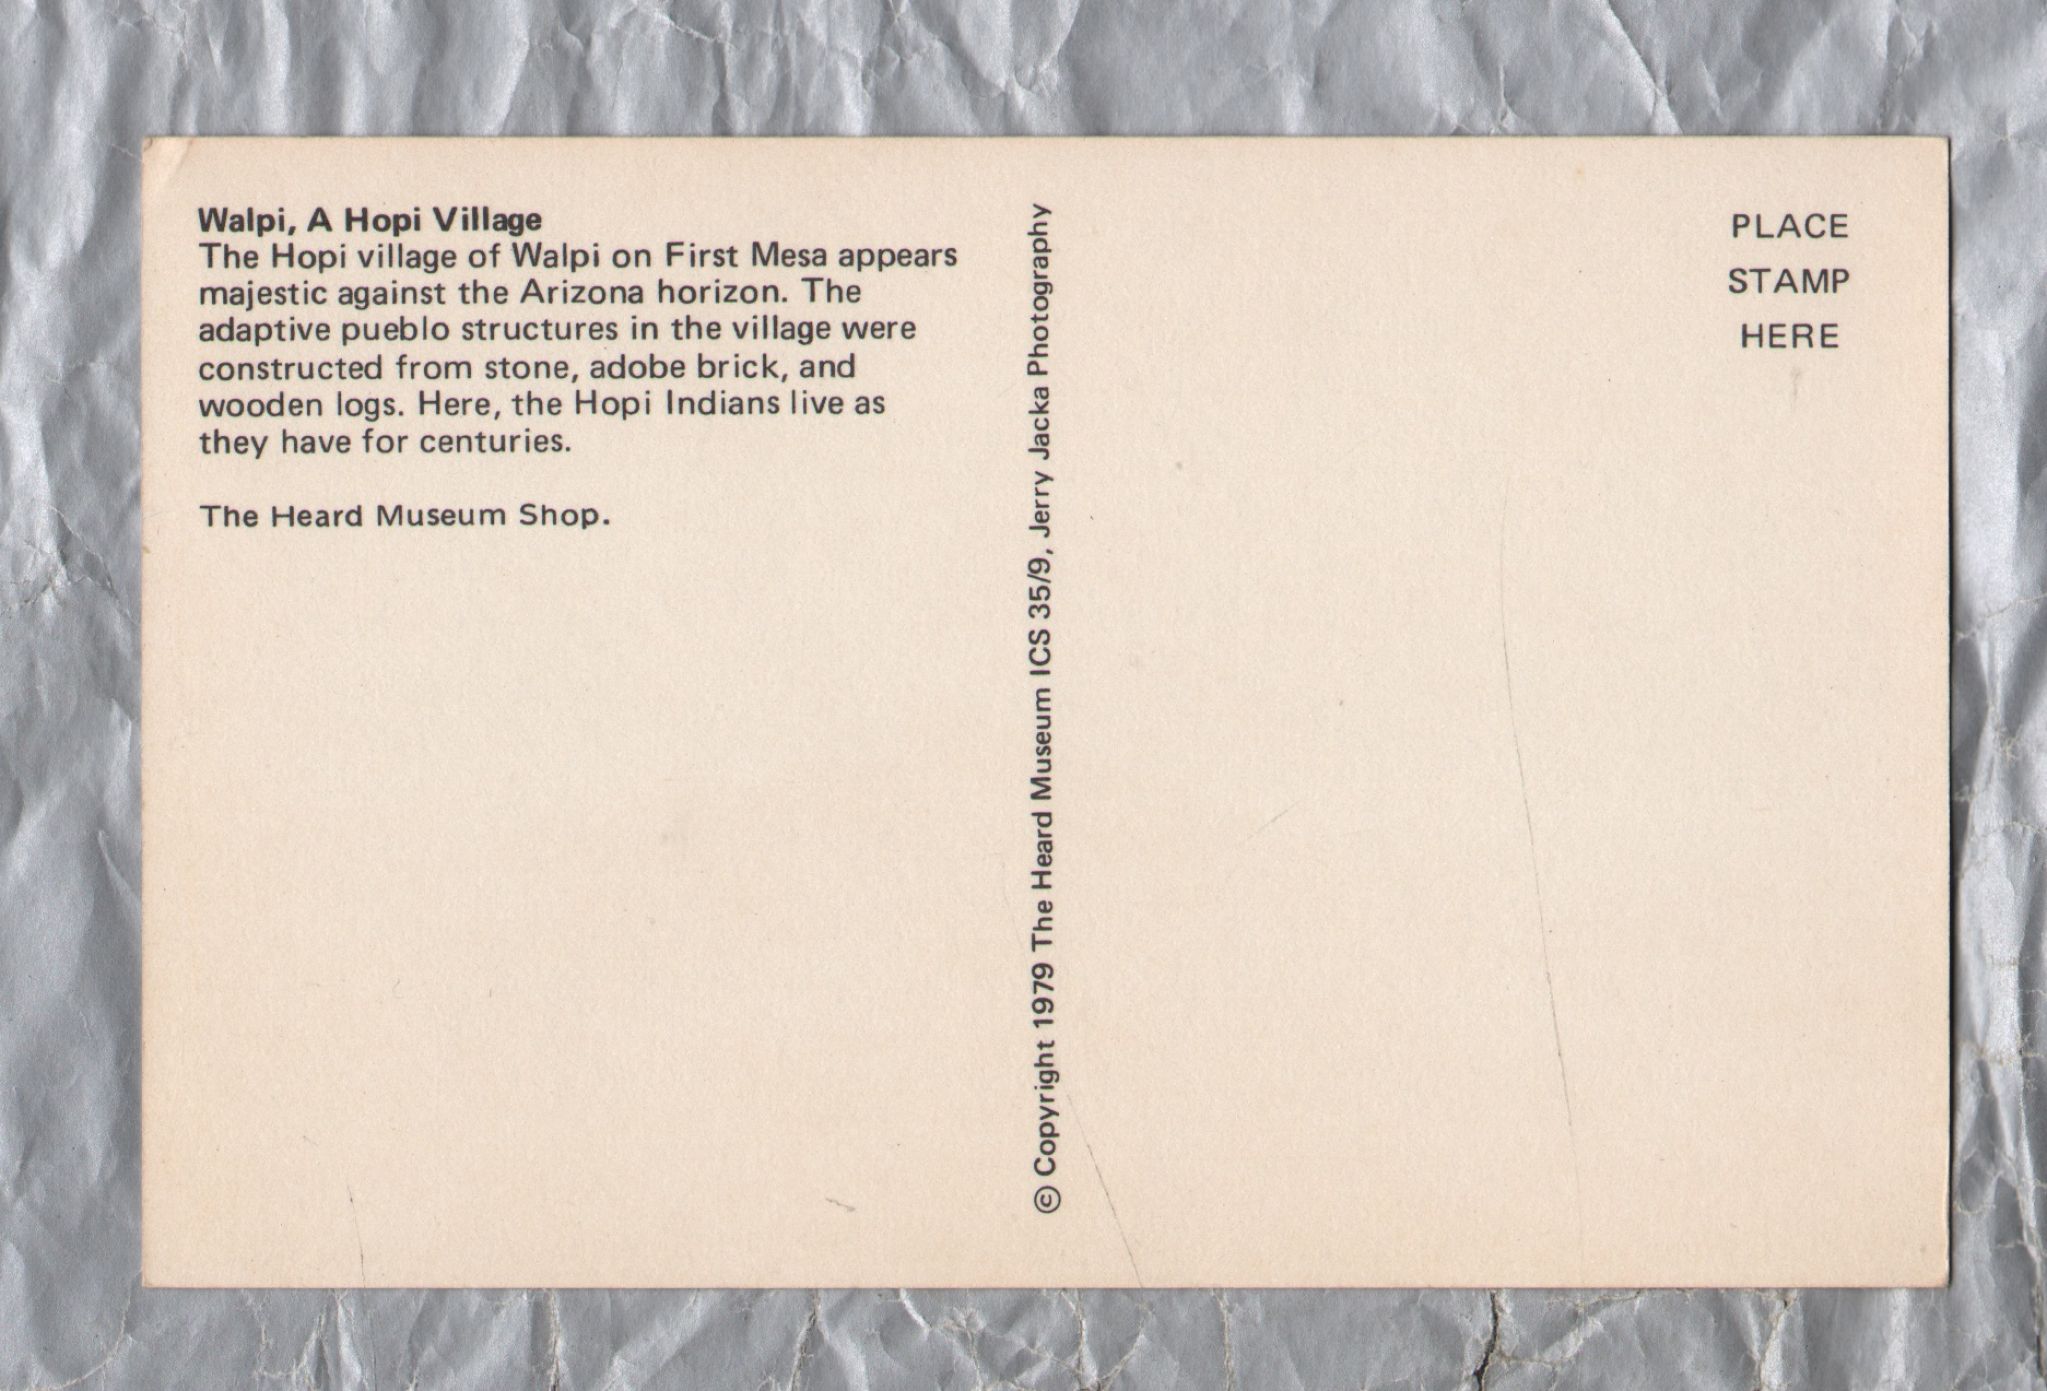 Walpi, A Hopi Village
The Hopi village of Walpi on First Mesa appears
majestic against the Arizona horizon. The
adaptive pueblo structures in the village were
constructed from stone, adobe brick, and
wooden logs. Here, the Hopi Indians live as
they have for centuries.
The Heard Museum Shop.
© Copyright 1979 The Heard Museum ICS 35/9, Jerry Jacka Photography
PLACE
STAMP
HERE